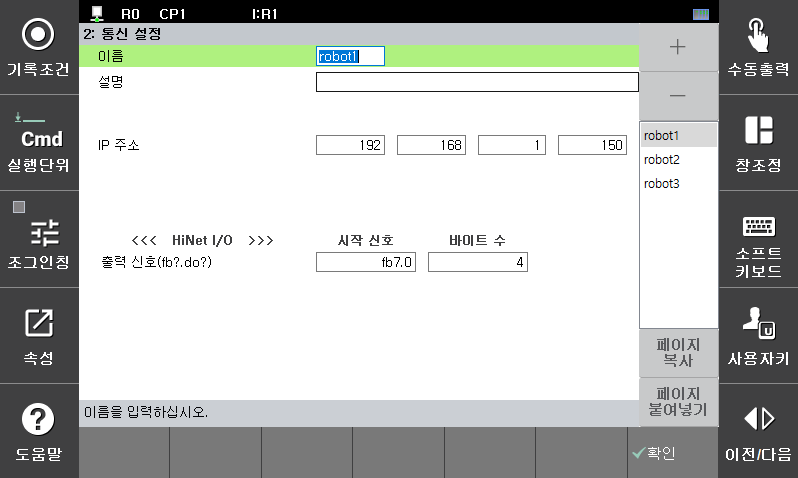 R0 CP1 I:R1
2: 통신 설정
이름 robot1
설명
IP 주소 192 168 1 150
<<< HiNet I/O >>> 시작 신호 바이트 수
출력 신호(fb?.do?) fb7.0 4
이름을 입력하십시오.
+
-
robot1
robot2
robot3
페이지
복사
페이지
붙여넣기
✓확인
기록조건
Cmd
실행단위
조그인칭
속성
?
도움말
수동출력
창조정
소프트
키보드
U
사용자키
이전/다음